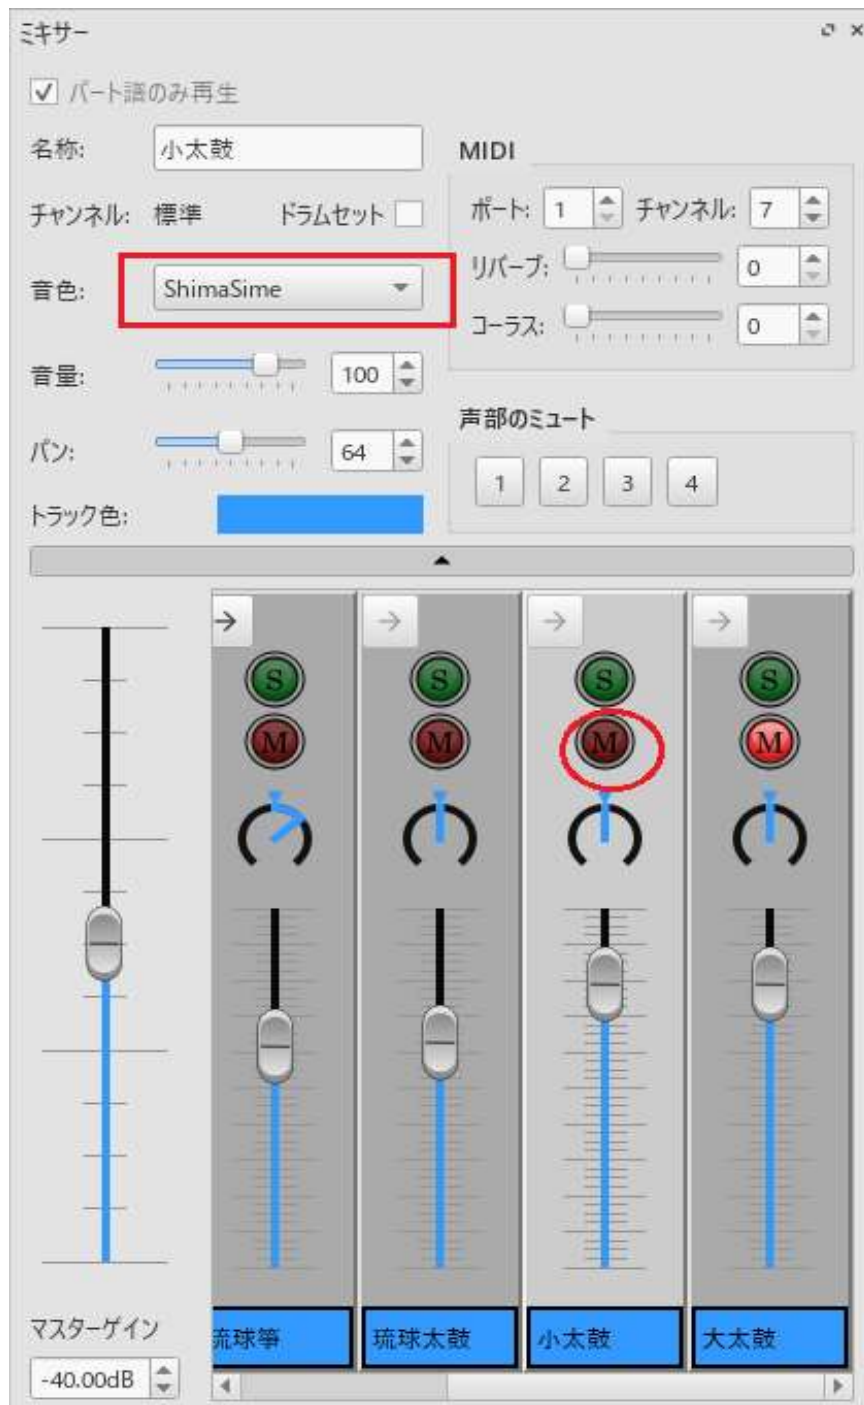 ミキサー
パート譜のみ再生
名称: 小太鼓
MIDI
チャンネル: 標準 ドラムセット
ポート: 1 チャンネル: 7
音色: ShimaSime
リバーブ: 0
コーラス: 0
音量: 100
パン: 64
声部のミュート
1 2 3 4
トラック色:
S S S S
M M M M
マスターゲイン
-40.00dB
琉球箏 琉球太鼓 小太鼓 大太鼓